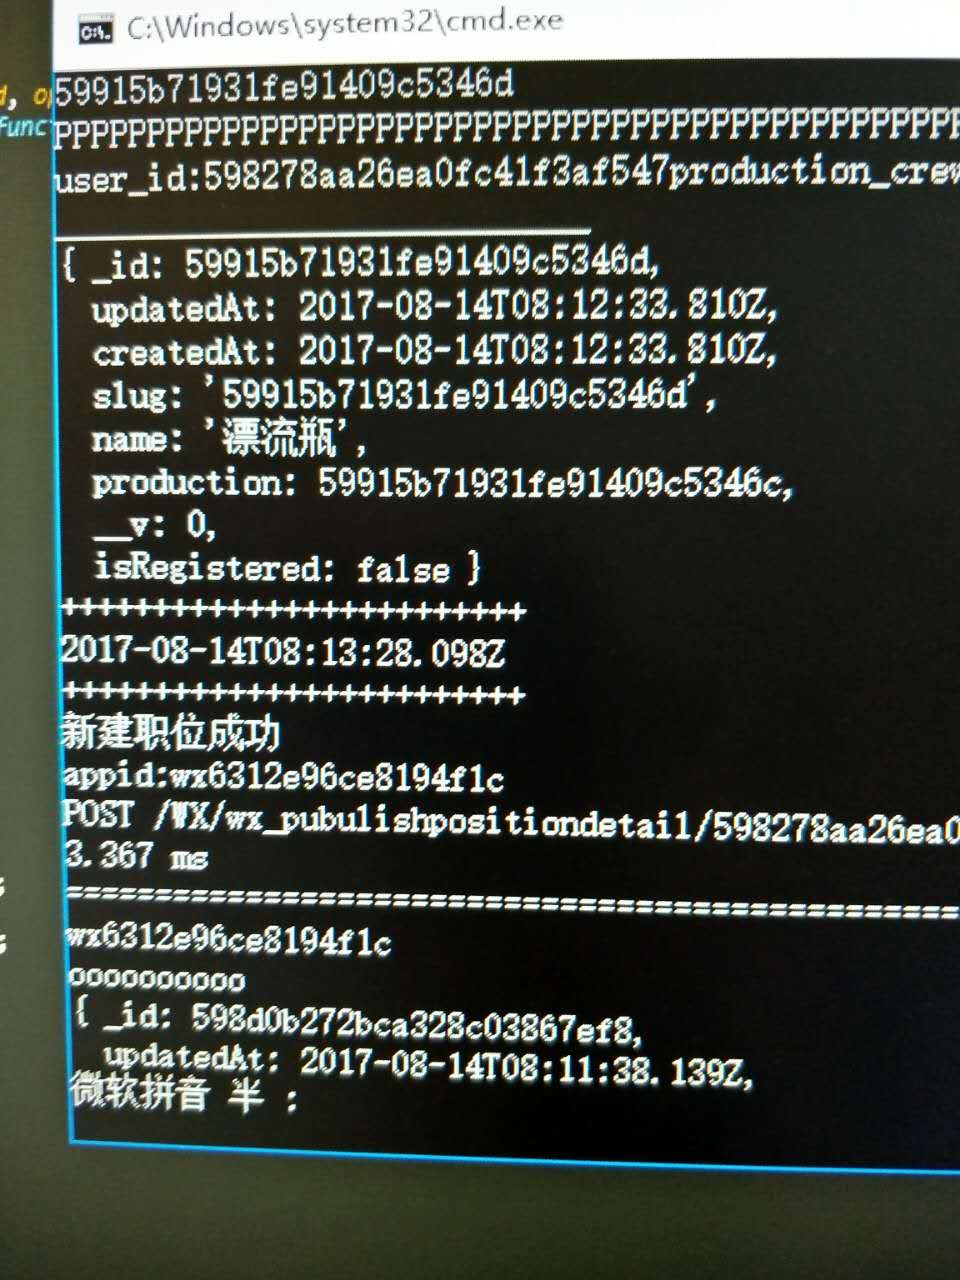 C:\Windows\system32\cmd.exe
59915b71931fe91409c5346d
PPPPPPPPPPPPPPPPPPPPPPPPPPPPPPPPPPPPPPPPPPPPPPPPP
user_id:598278aa26ea0fc41f3af547production_crew
{ _id: 59915b71931fe91409c5346d,
updatedAt: 2017-08-14T08:12:33.810Z,
createdAt: 2017-08-14T08:12:33.810Z,
slug: '59915b71931fe91409c5346d',
name: '漂流瓶',
production: 59915b71931fe91409c5346c,
__v: 0,
isRegistered: false }
+++++++++++++++++++++++++
2017-08-14T08:13:28.098Z
+++++++++++++++++++++++++
新建职位成功
appid:wx6312e96ce8194f1c
POST /WX/wx_pubulishpositiondetail/598278aa26ea0
3.367 ms
================================================
wx6312e96ce8194f1c
oooooooooo
{ _id: 598d0b272bca328c03867ef8,
updatedAt: 2017-08-14T08:11:38.139Z,
微软拼音 半 :